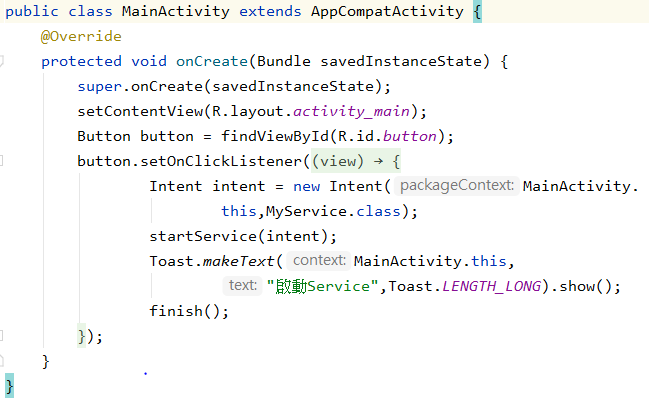 public class MainActivity extends AppCompatActivity {
@Override
protected void onCreate(Bundle savedInstanceState) {
super.onCreate(savedInstanceState);
setContentView(R.layout.activity_main);
Button button = findViewById(R.id.button);
button.setOnClickListener((view) → {
Intent intent = new Intent( packageContext: MainActivity.
this,MyService.class);
startService(intent);
Toast.makeText( context: MainActivity.this,
text: "啟動Service",Toast.LENGTH_LONG).show();
finish();
});
}
}